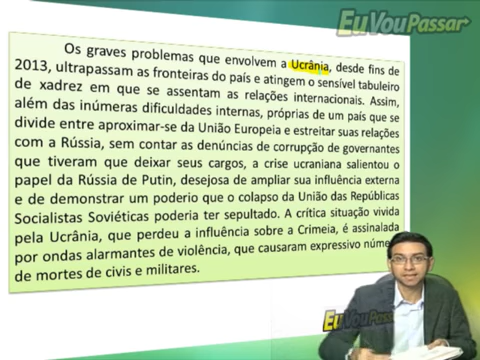 EuVouPassar
Os graves problemas que envolvem a Ucrânia, desde fins de
2013, ultrapassam as fronteiras do país e atingem o sensível tabuleiro
de xadrez em que se assentam as relações internacionais. Assim,
além das inúmeras dificuldades internas, próprias de um país que se
divide entre aproximar-se da União Europeia e estreitar suas relações
com a Rússia, sem contar as denúncias de corrupção de governantes
que tiveram que deixar seus cargos, a crise ucraniana salientou o
papel da Rússia de Putin, desejosa de ampliar sua influência externa
e de demonstrar um poderio que o colapso da União das Repúblicas
Socialistas Soviéticas poderia ter sepultado. A crítica situação vivida
pela Ucrânia, que perdeu a influência sobre a Crimeia, é assinalada
por ondas alarmantes de violência, que causaram expressivo núme
de mortes de civis e militares.
EuVouPassa